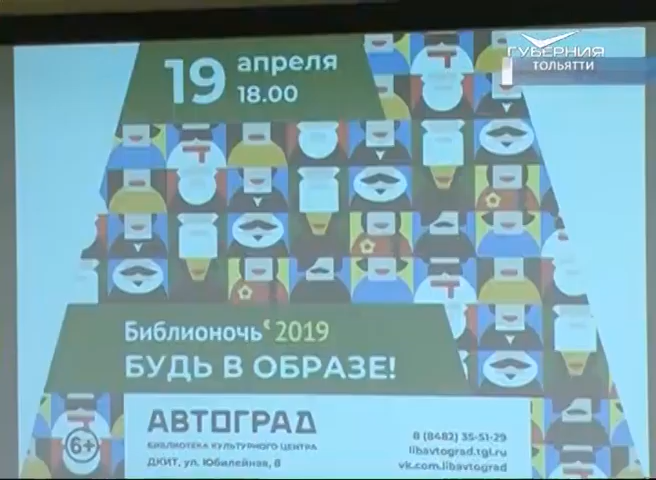 ГУБЕРНИЯ
ТОЛЬЯТТИ
19 апреля
18.00
Библионочь 2019
БУДЬ В ОБРАЗЕ!
6+
АВТОГРАД
БИБЛИОТЕКА КУЛЬТУРНОГО ЦЕНТРА
ДКИТ, ул. Юбилейная, 8
8 (8482) 35-51-29
libavtograd.tgl.ru
vk.com.libavtograd